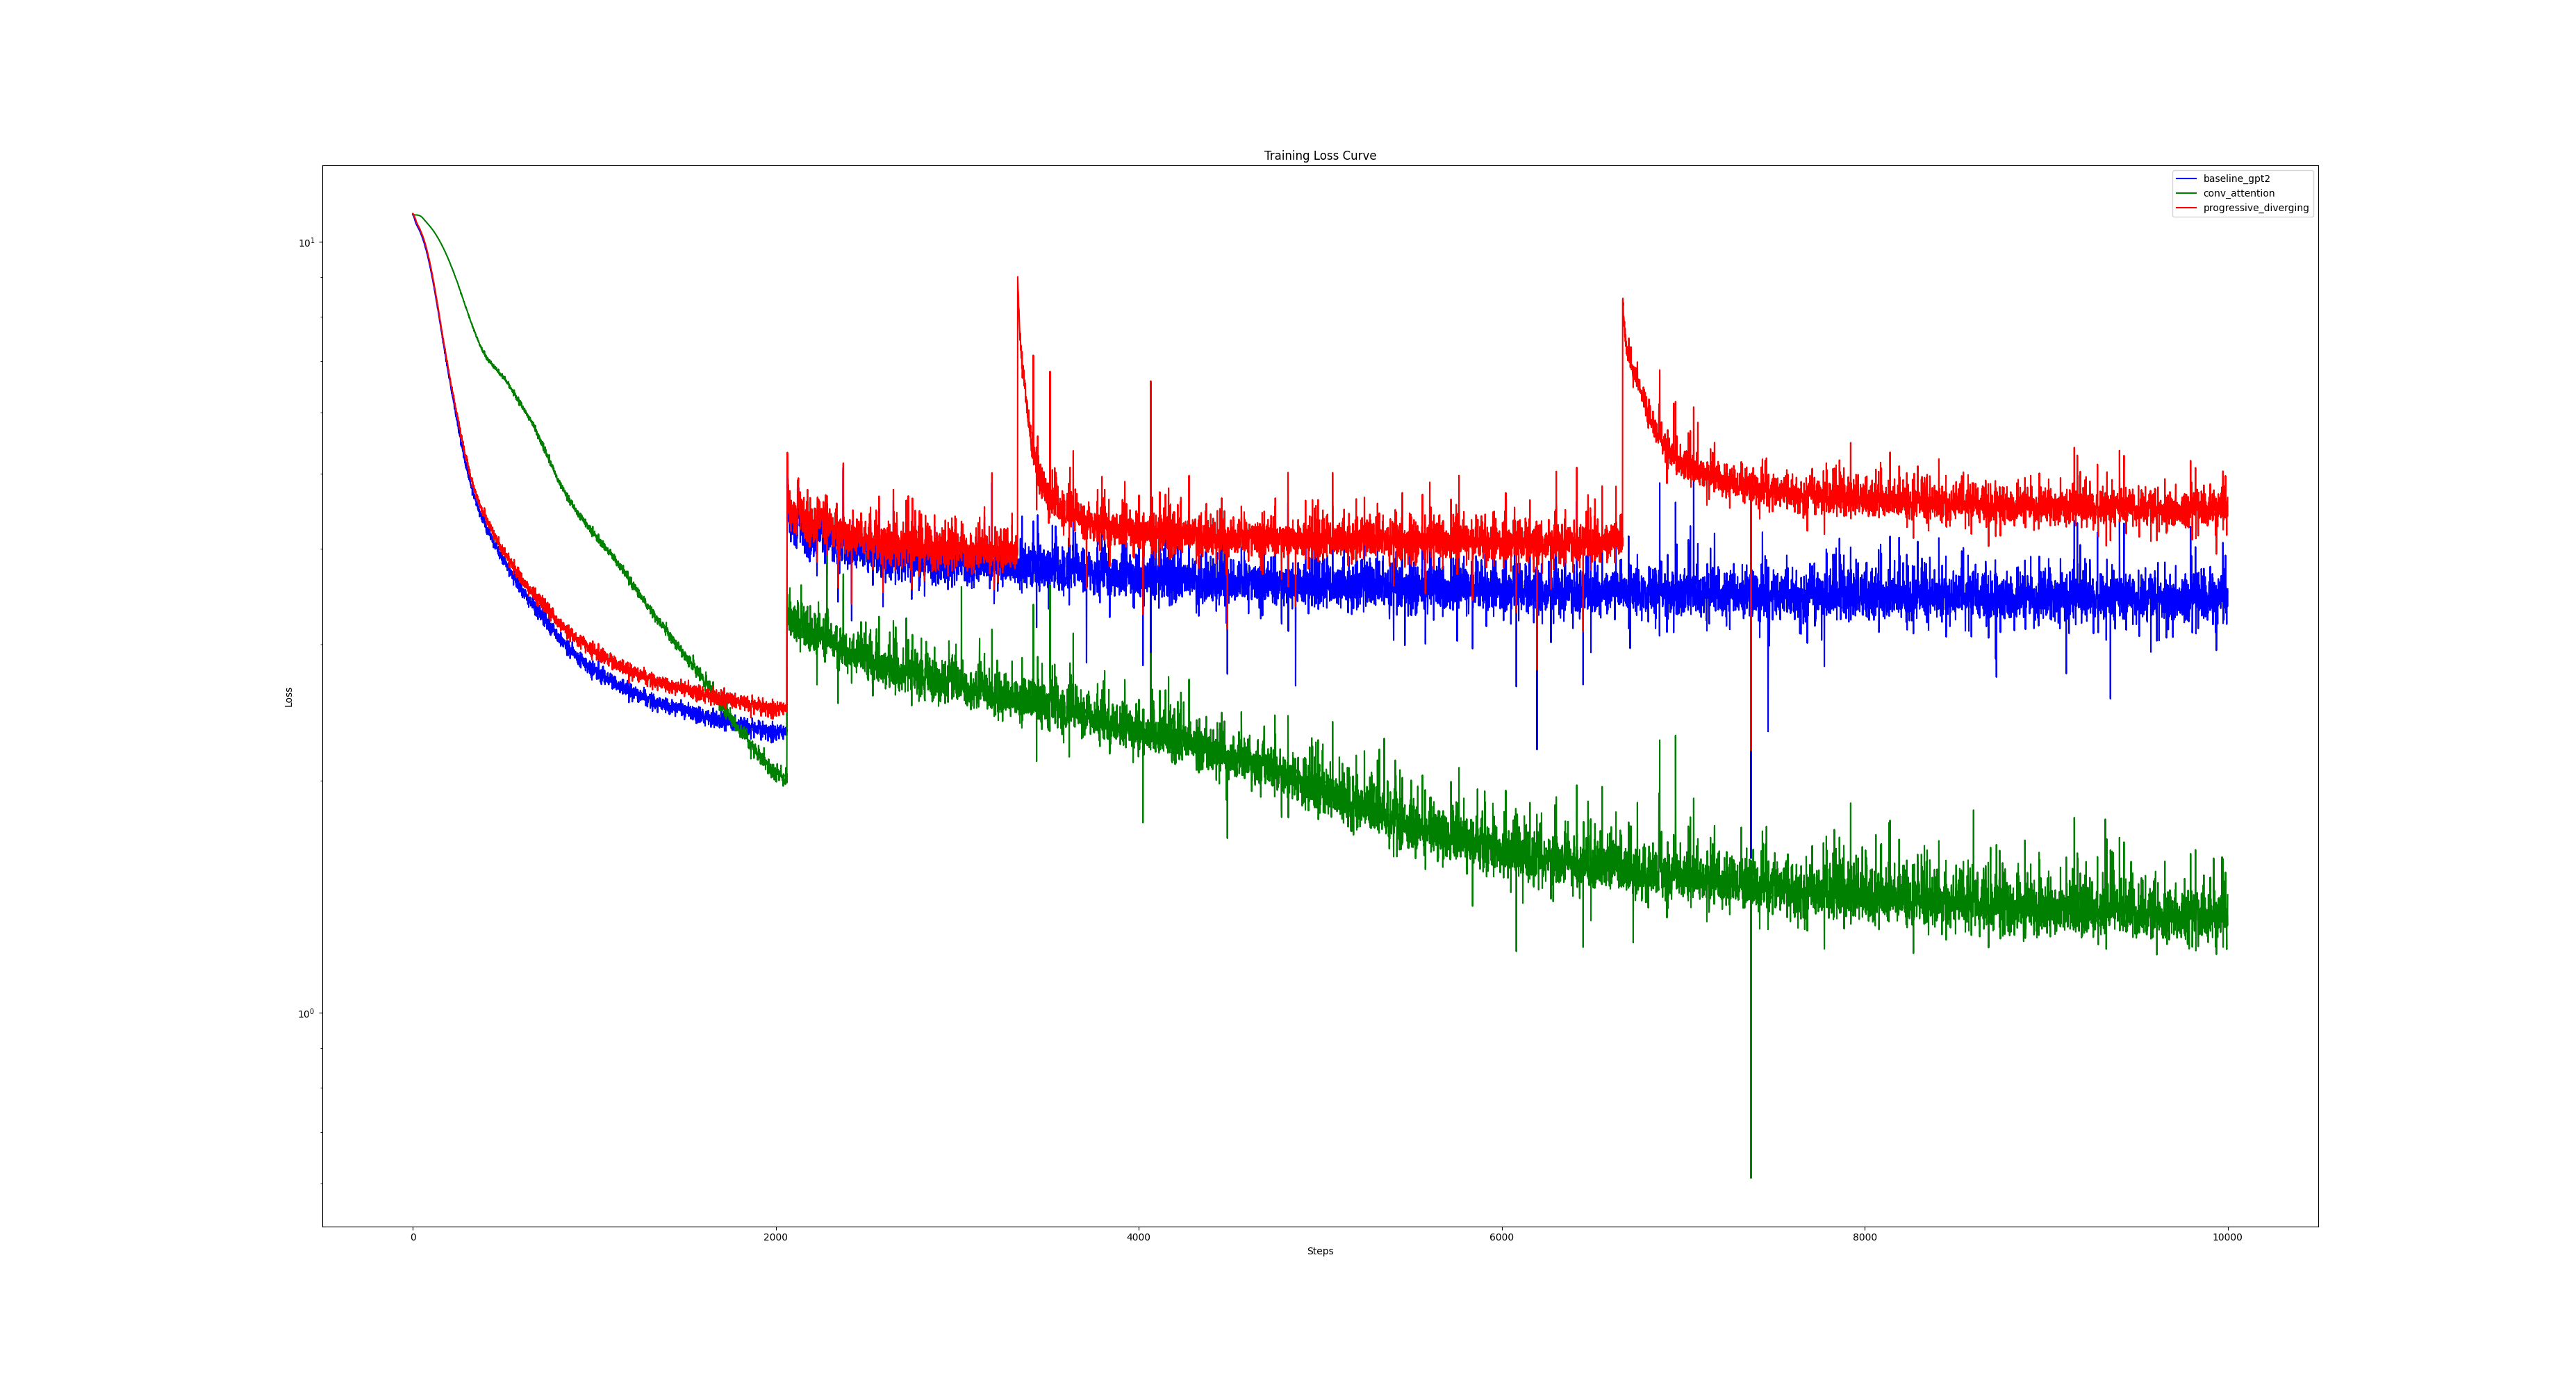 Training Loss Curve
baseline_gpt2
conv_attention
progressive_diverging
10¹
10⁰
Loss
0 2000 4000 6000 8000 10000
Steps